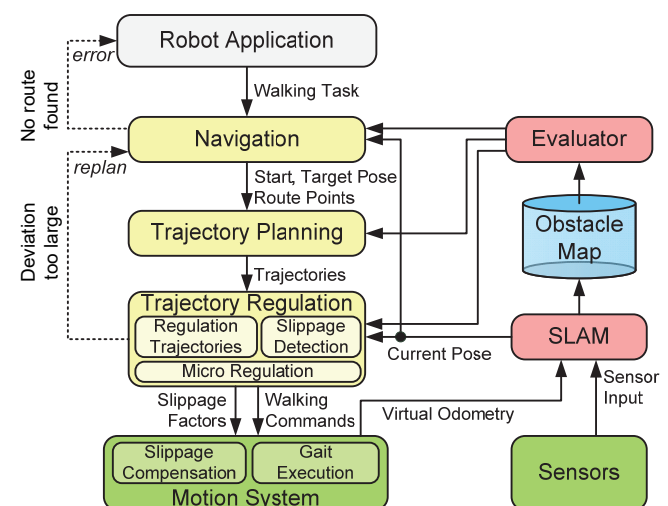 Robot Application
error
No route
found
Walking Task
Navigation
Evaluator
replan
Start, Target Pose
Route Points
Deviation
too large
Trajectory Planning
Obstacle
Map
Trajectories
Trajectory Regulation
Regulation
Trajectories
Slippage
Detection
Micro Regulation
SLAM
Current Pose
Slippage
Factors
Walking
Commands
Virtual Odometry
Sensor
Input
Slippage
Compensation
Gait
Execution
Motion System
Sensors